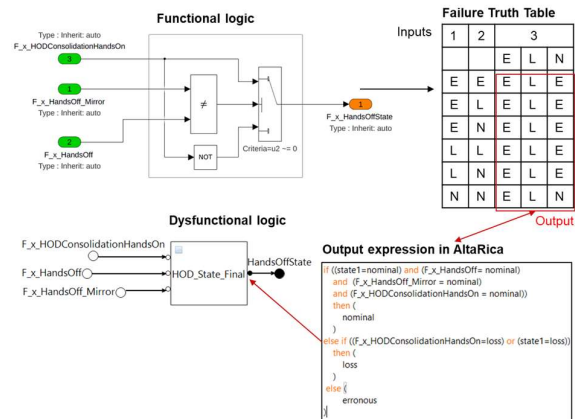 Functional logic
Type : Inherit: auto
F_x_HODConsolidationHandsOn
3
1
F_x_HandsOff_Mirror
Type : Inherit: auto
2
F_x_HandsOff
Type : Inherit: auto
≠
NOT
Criteria=u2 ~= 0
1
F_x_HandsOffState
Type : Inherit: auto
Failure Truth Table
Inputs
1 2 3
E L N
E E E L E
E L E L E
E N E L E
L L E L E
L N E L E
N N E L N
Output
Dysfunctional logic
F_x_HODConsolidationHandsOn
F_x_HandsOff
F_x_HandsOff_Mirror
HOD_State_Final
HandsOffState
Output expression in AltaRica
if ((state1=nominal) and (F_x_HandsOff= nominal)
and (F_x_HandsOff_Mirror = nominal)
and (F_x_HODConsolidationHandsOn = nominal))
then (
nominal
)
else if ((F_x_HODConsolidationHandsOn=loss) or (state1=loss))
then (
loss
)
else (
erronous
)